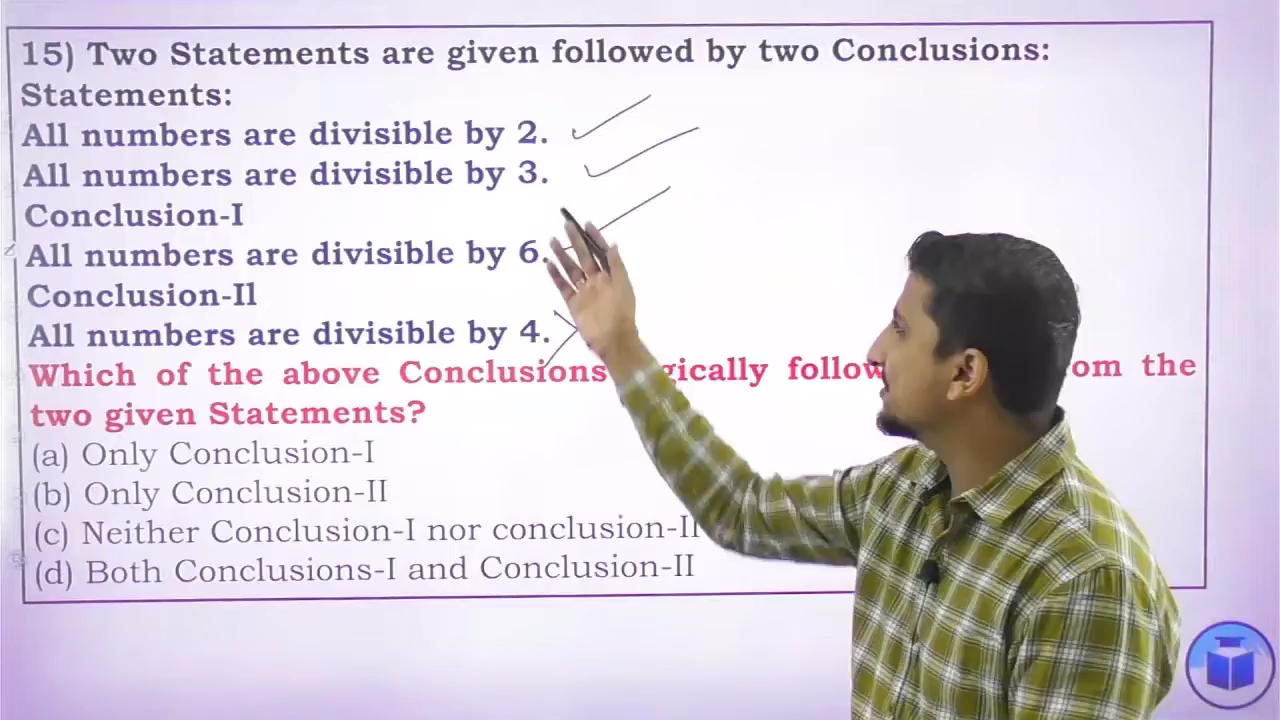 15) Two Statements are given followed by two Conclusions:
Statements:
All numbers are divisible by 2.
All numbers are divisible by 3.
Conclusion-I
All numbers are divisible by 6.
Conclusion-Il
All numbers are divisible by 4.
Which of the above Conclusions om the
two given Statements?
(a) Only Conclusion-I
(b) Only Conclusion-II
(c) Neither Conclusion-I nor conclusion-II
(d) Both Conclusions-I and Conclusion-II